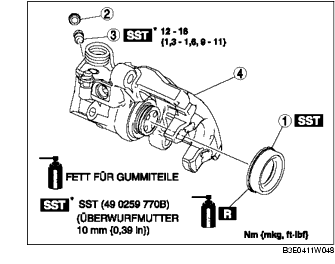 2
3 SST * 12 - 16
{1,3 - 1,6, 9 - 11}
4
1 SST
FETT FÜR GUMMITEILE
SST * SST (49 0259 770B)
(ÜBERWURFMUTTER
10 mm {0,39 in})
R
Nm {mkg, ft-lbf}
B3E0411W048